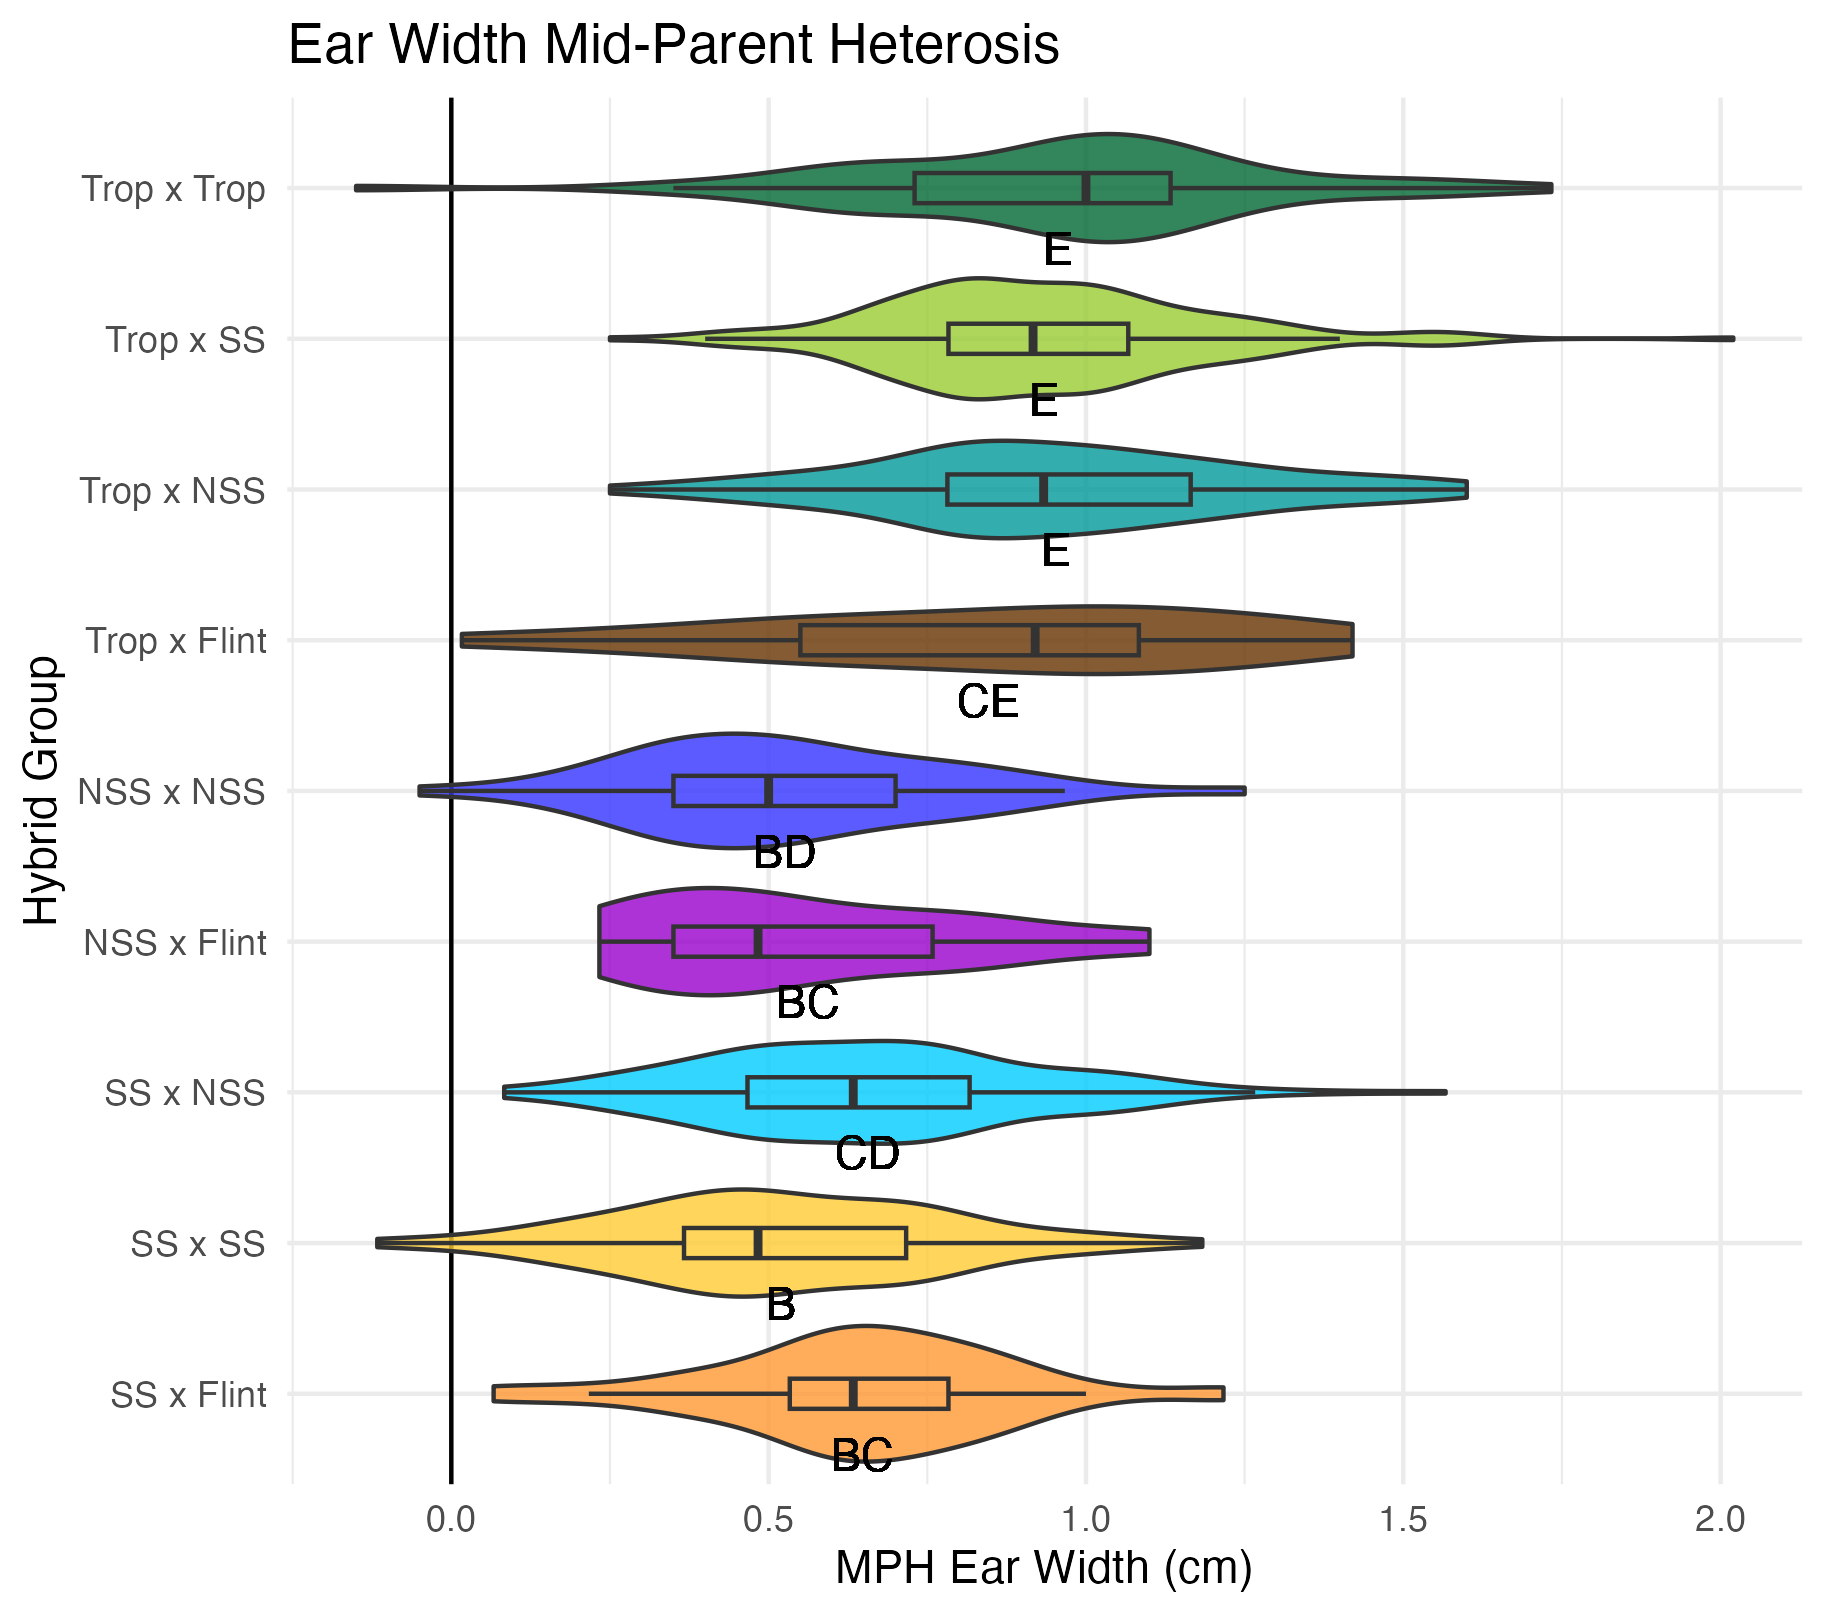 Ear Width Mid-Parent Heterosis
Hybrid Group
Trop x Trop
E
Trop x SS
E
Trop x NSS
E
Trop x Flint
CE
NSS x NSS
BD
NSS x Flint
BC
SS x NSS
CD
SS x SS
B
SS x Flint
BC
0.0 0.5 1.0 1.5 2.0
MPH Ear Width (cm)